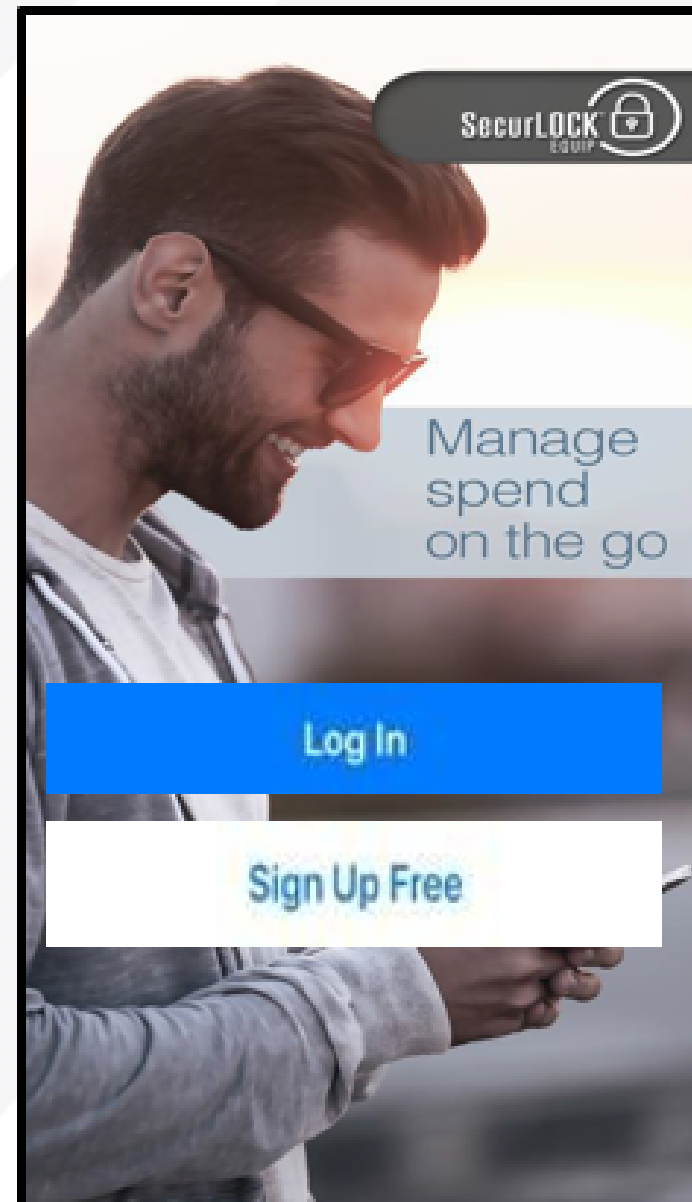 SecurLOCK
EQUIP
Manage
spend
on the go
Log In
Sign Up Free